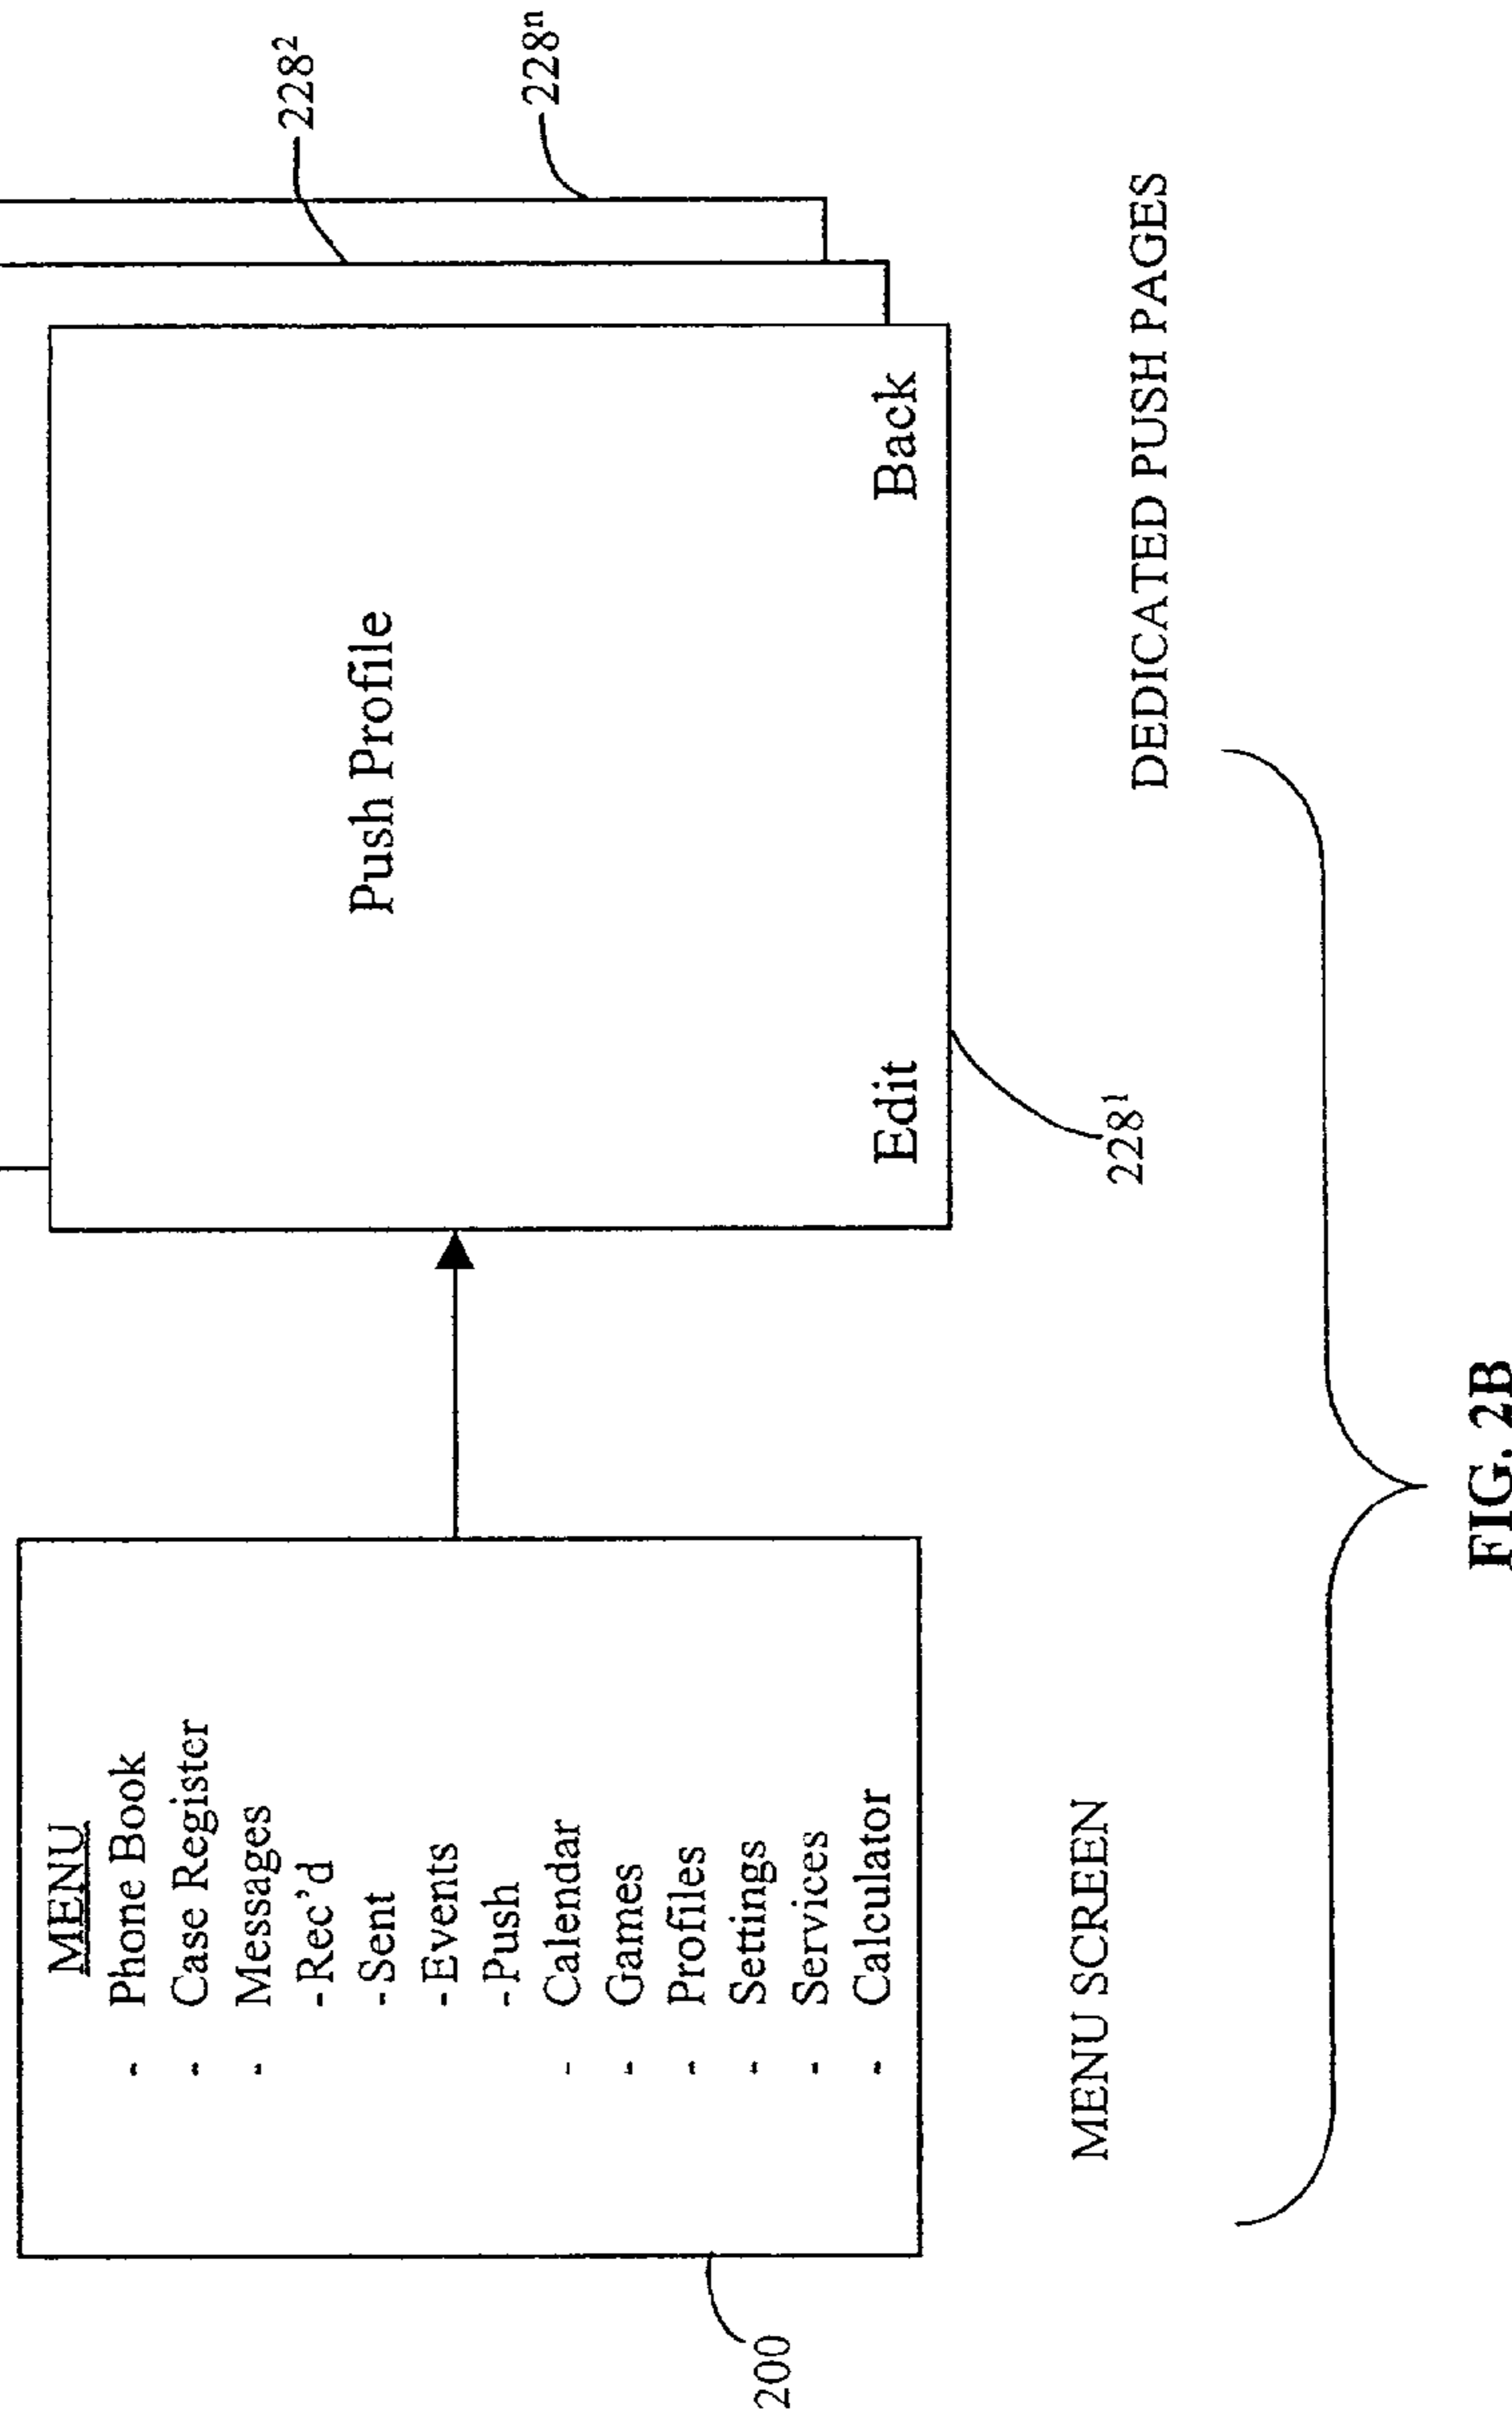 MENU
- Phone Book
- Case Register
- Messages
- Rec’d
- Sent
- Events
- Push
- Calendar
- Games
- Profiles
- Settings
- Services
- Calculator
200
MENU SCREEN
Push Profile
Edit Back
228¹
228²
228ⁿ
DEDICATED PUSH PAGES
FIG. 2B